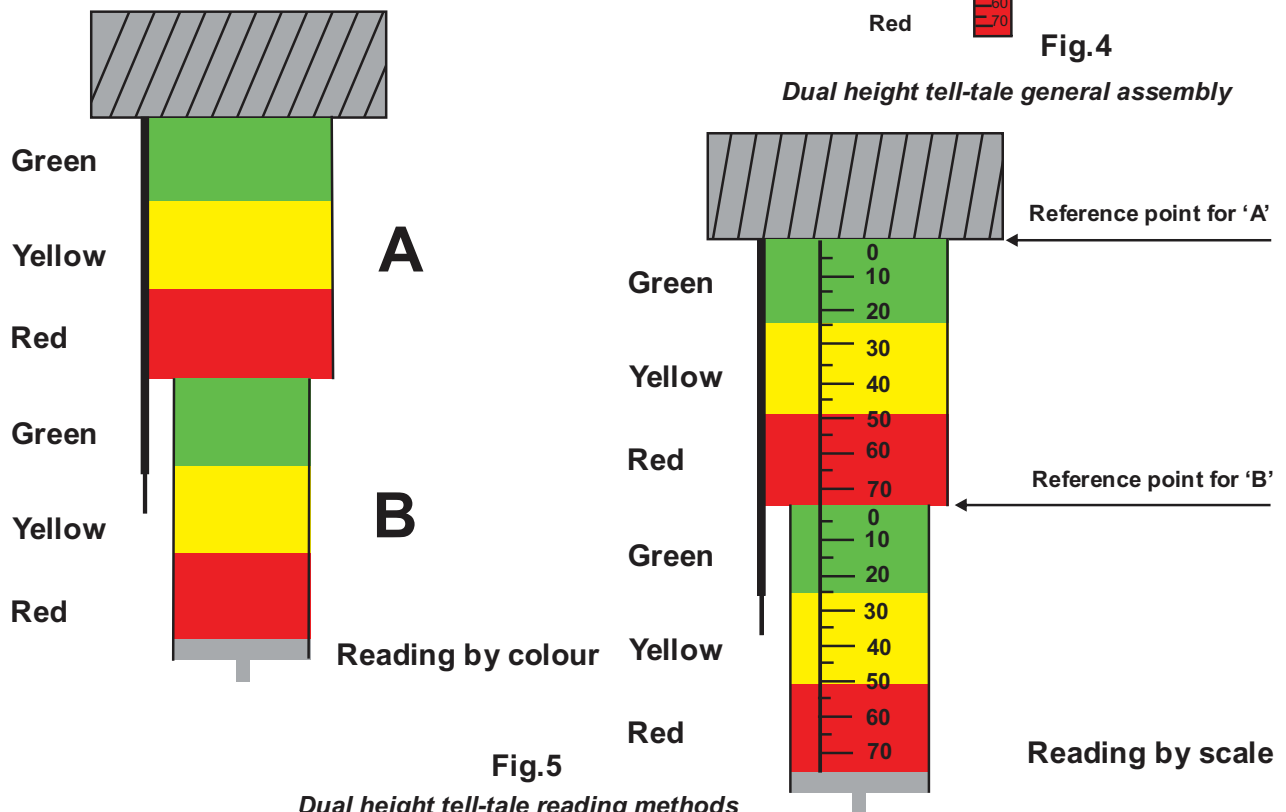 60
70
Red
Fig.4
Dual height tell-tale general assembly
Green
Yellow
Red
A
Green
Yellow
Red
B
Reading by colour
Reference point for ‘A’
Green
Yellow
Red
0
10
20
30
40
50
60
70
Reference point for ‘B’
Green
Yellow
Red
0
10
20
30
40
50
60
70
Reading by scale
Fig.5
Dual height tell-tale reading methods